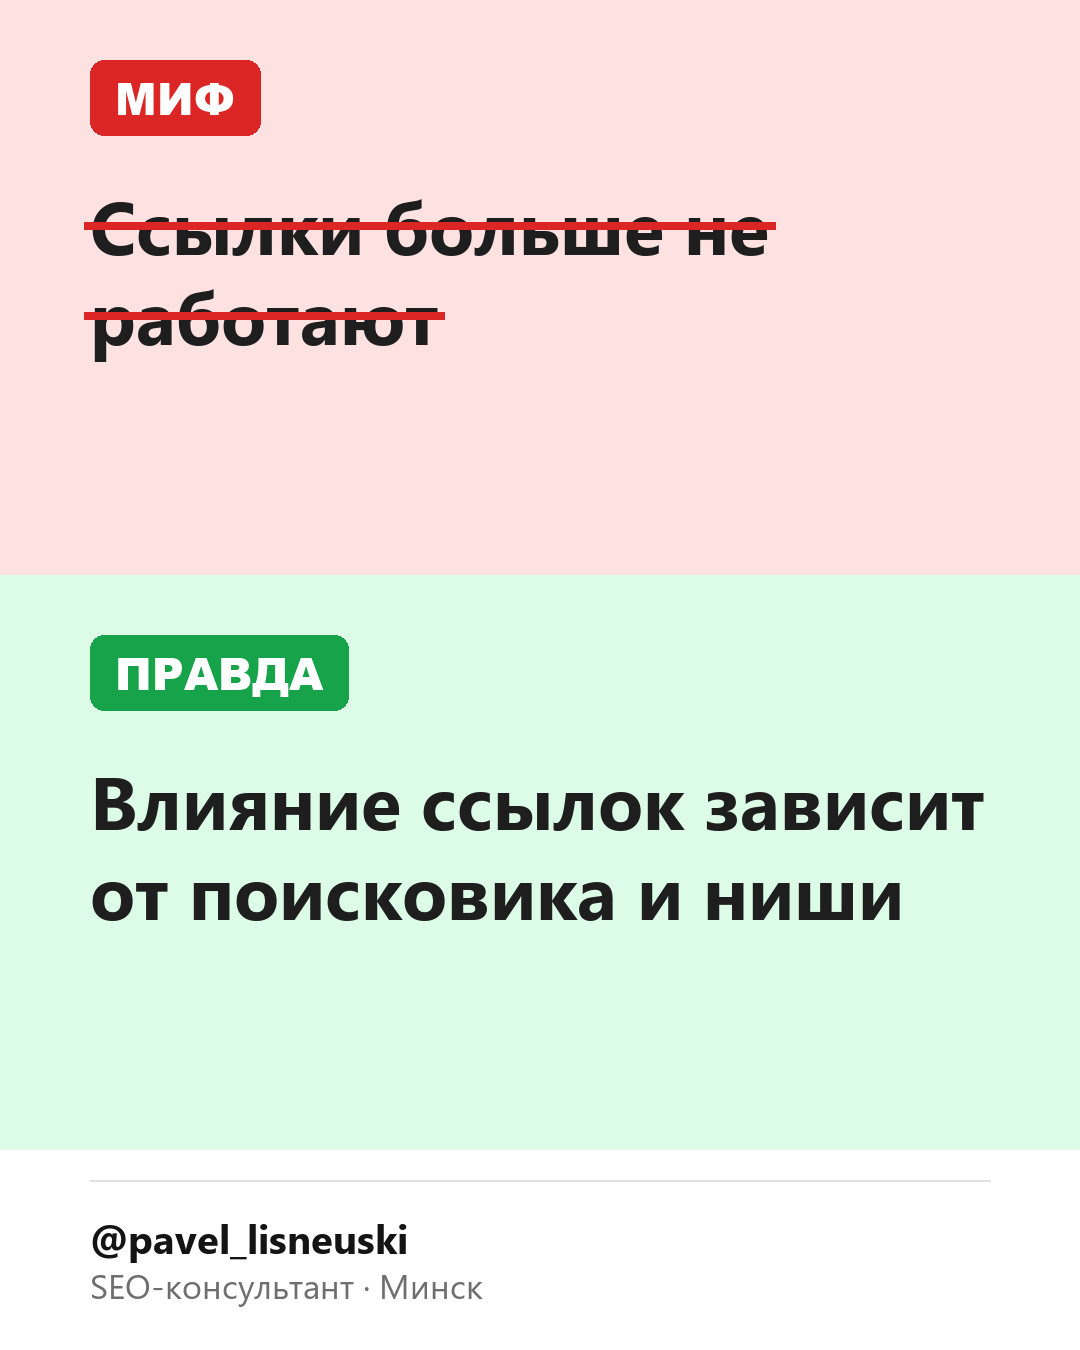 МИФ
Ссылки больше не
работают
ПРАВДА
Влияние ссылок зависит
от поисковика и ниши
@pavel_lisneuski
SEO-консультант · Минск